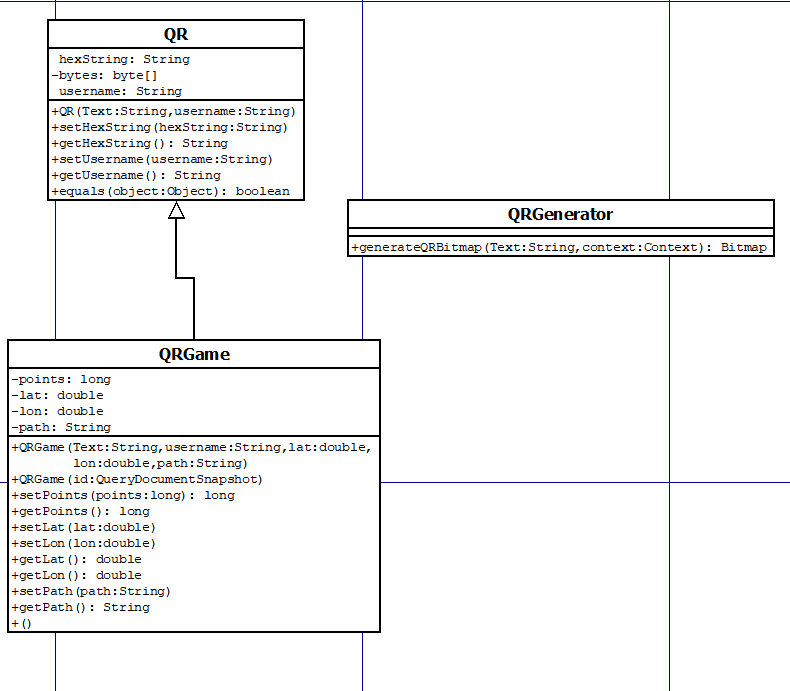 QR
hexString: String
-bytes: byte[]
username: String
+QR(Text:String,username:String)
+setHexString(hexString:String)
+getHexString(): String
+setUsername(username:String)
+getUsername(): String
+equals(object:Object): boolean
QRGenerator
+generateQRBitmap(Text:String,context:Context): Bitmap
QRGame
-points: long
-lat: double
-lon: double
-path: String
+QRGame(Text:String,username:String,lat:double,
lon:double,path:String)
+QRGame(id:QueryDocumentSnapshot)
+setPoints(points:long): long
+getPoints(): long
+setLat(lat:double)
+setLon(lon:double)
+getLat(): double
+getLon(): double
+setPath(path:String)
+getPath(): String
+()